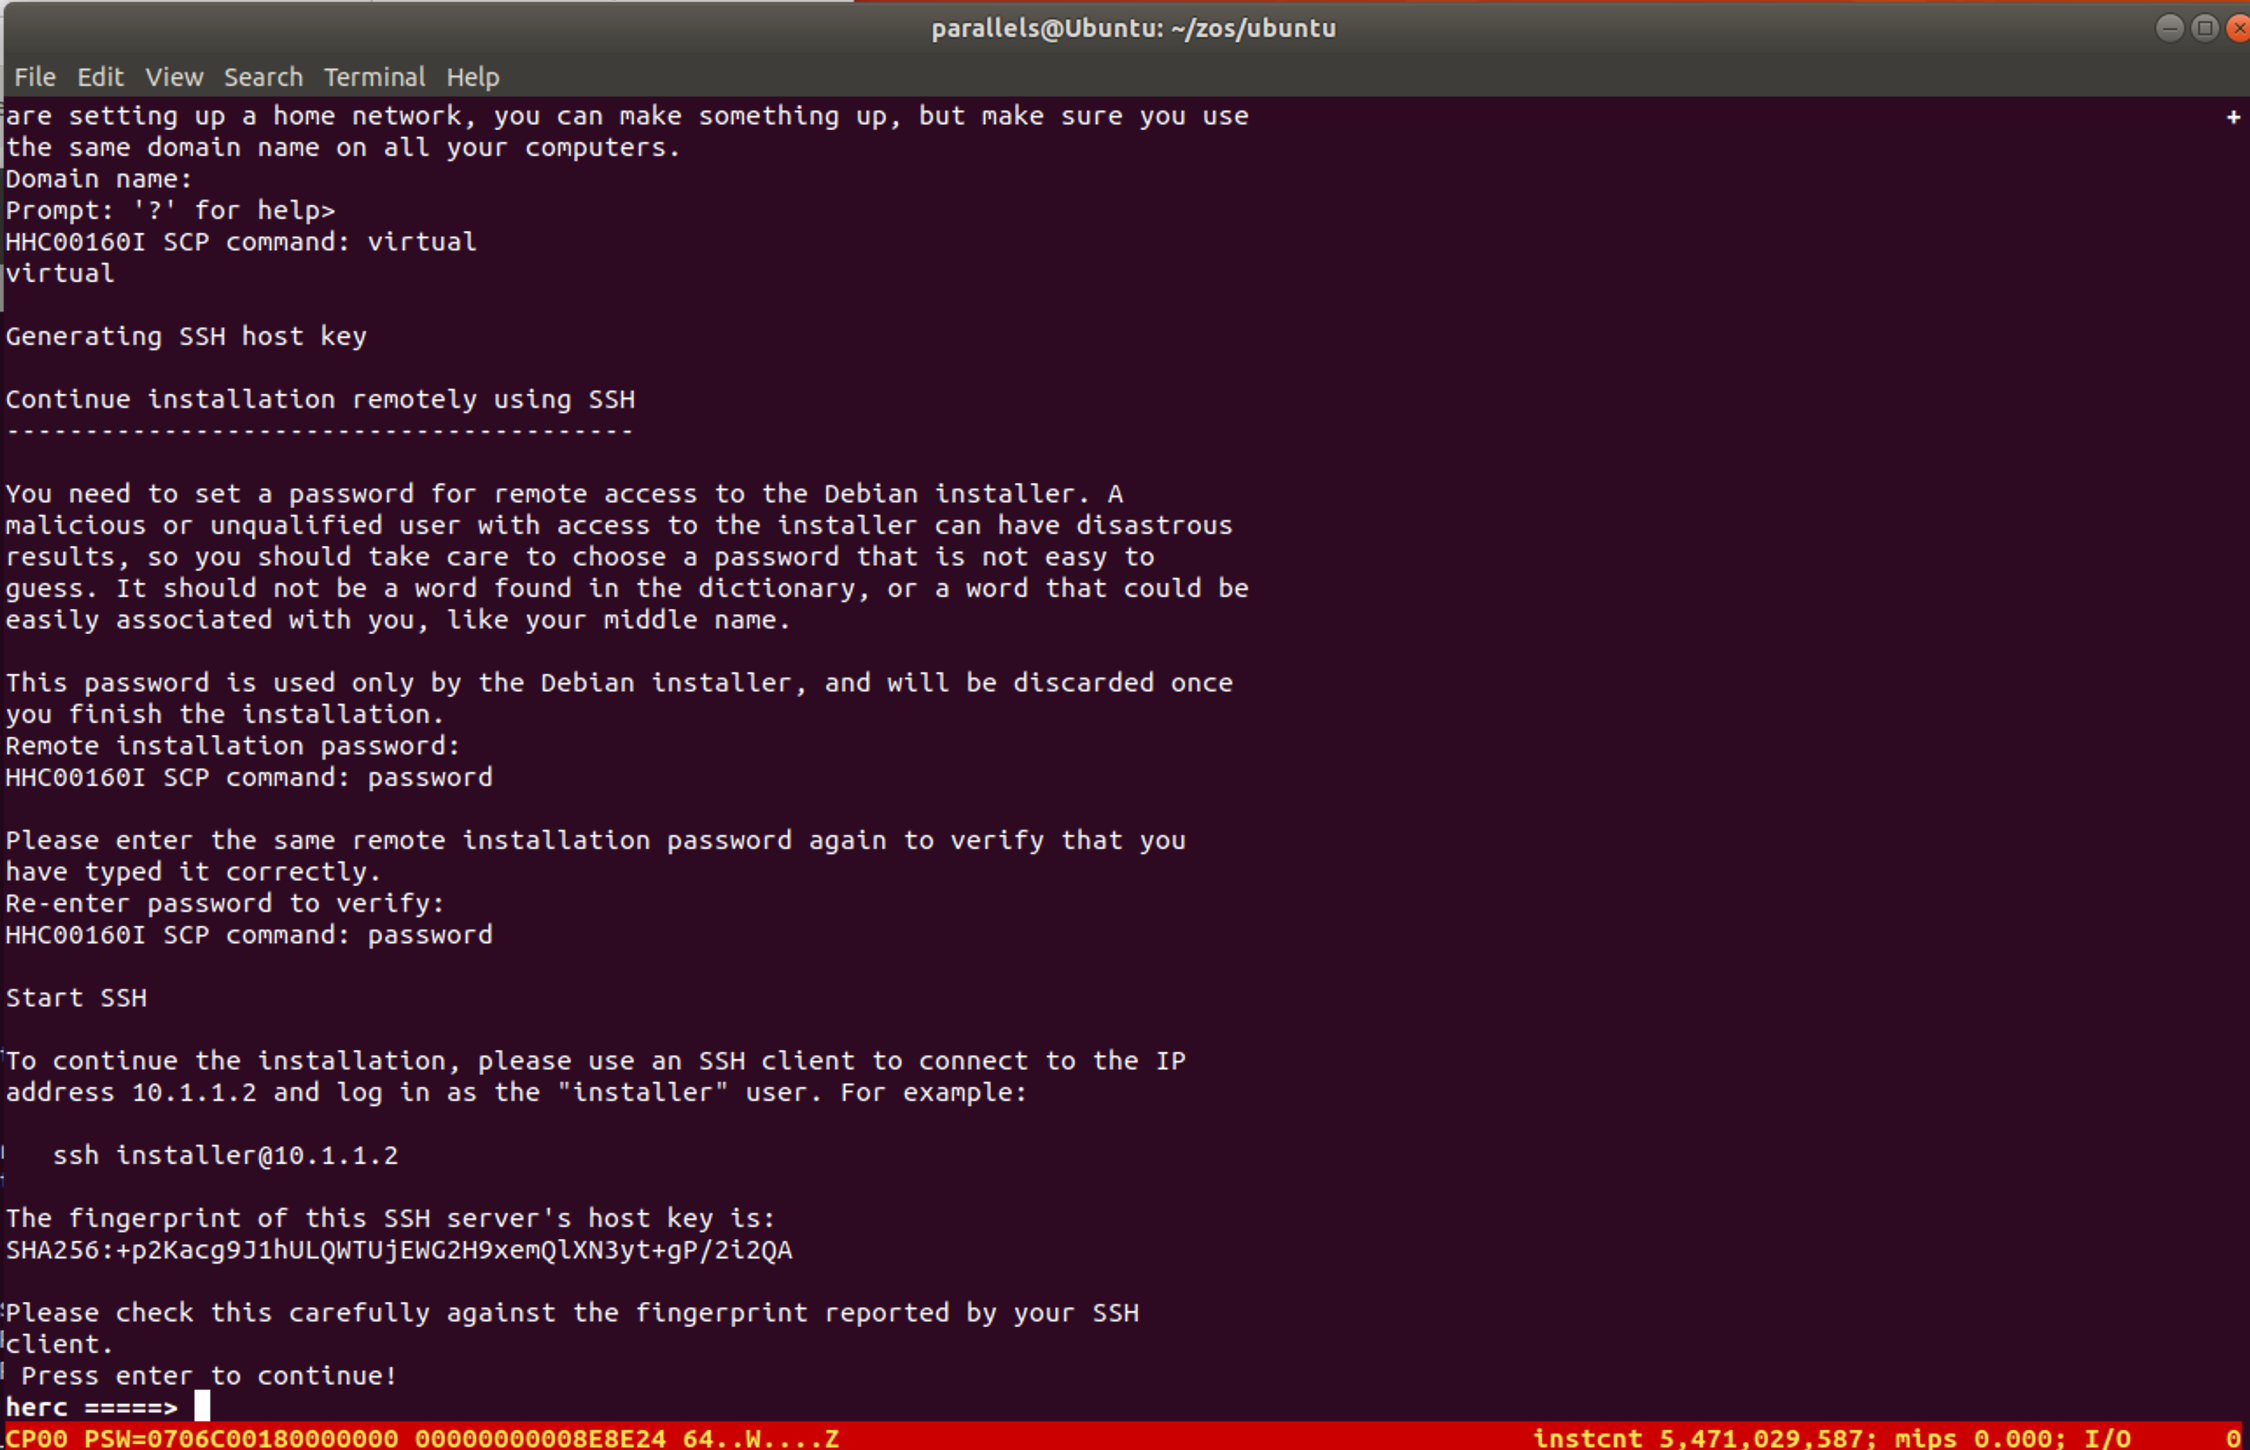 parallels@Ubuntu: ~/zos/ubuntu
File Edit View Search Terminal Help
are setting up a home network, you can make something up, but make sure you use +
the same domain name on all your computers.
Domain name:
Prompt: '?' for help>
HHC00160I SCP command: virtual
virtual
Generating SSH host key
Continue installation remotely using SSH
----------------------------------------
You need to set a password for remote access to the Debian installer. A
malicious or unqualified user with access to the installer can have disastrous
results, so you should take care to choose a password that is not easy to
guess. It should not be a word found in the dictionary, or a word that could be
easily associated with you, like your middle name.
This password is used only by the Debian installer, and will be discarded once
you finish the installation.
Remote installation password:
HHC00160I SCP command: password
Please enter the same remote installation password again to verify that you
have typed it correctly.
Re-enter password to verify:
HHC00160I SCP command: password
Start SSH
To continue the installation, please use an SSH client to connect to the IP
address 10.1.1.2 and log in as the "installer" user. For example:
ssh installer@10.1.1.2
The fingerprint of this SSH server's host key is:
SHA256:+p2Kacg9J1hULQWTUjEWG2H9xemQlXN3yt+gP/2i2QA
Please check this carefully against the fingerprint reported by your SSH
client.
Press enter to continue!
herc =====>
CP00 PSW=0706C00180000000 00000000008E8E24 64..W....Z instcnt 5,471,029,587; mips 0.000; I/O 0